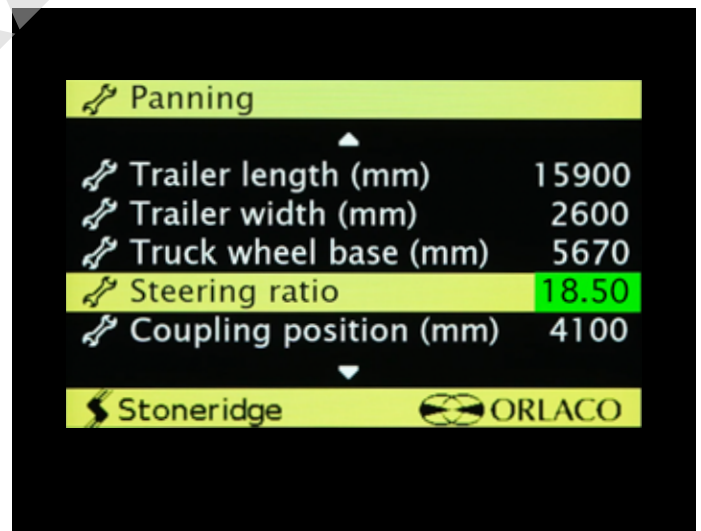 Panning
Trailer length (mm) 15900
Trailer width (mm) 2600
Truck wheel base (mm) 5670
Steering ratio 18.50
Coupling position (mm) 4100
Stoneridge ORLACO